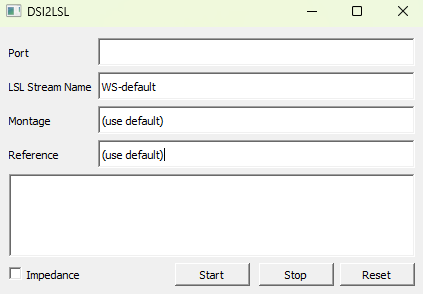 DSI2LSL
Port
LSL Stream Name WS-default
Montage (use default)
Reference (use default)
Impedance Start Stop Reset